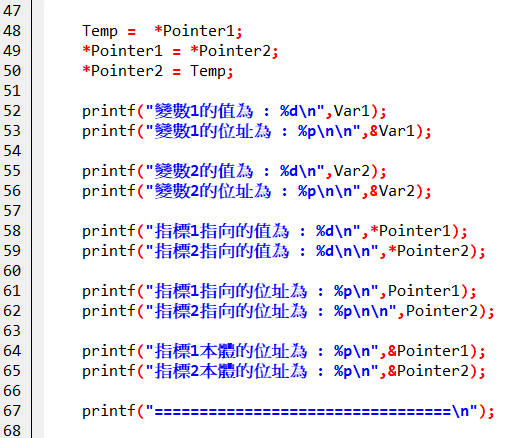 47
48 Temp =  *Pointer1;
49 *Pointer1 = *Pointer2;
50 *Pointer2 = Temp;
51
52 printf("變數1的值為 : %d\n",Var1);
53 printf("變數1的位址為 : %p\n\n",&Var1);
54
55 printf("變數2的值為 : %d\n",Var2);
56 printf("變數2的位址為 : %p\n\n",&Var2);
57
58 printf("指標1指向的值為 : %d\n",*Pointer1);
59 printf("指標2指向的值為 : %d\n\n",*Pointer2);
60
61 printf("指標1指向的位址為 : %p\n",Pointer1);
62 printf("指標2指向的位址為 : %p\n\n",Pointer2);
63
64 printf("指標1本體的位址為 : %p\n",&Pointer1);
65 printf("指標2本體的位址為 : %p\n",&Pointer2);
66
67 printf("=================================\n");
68